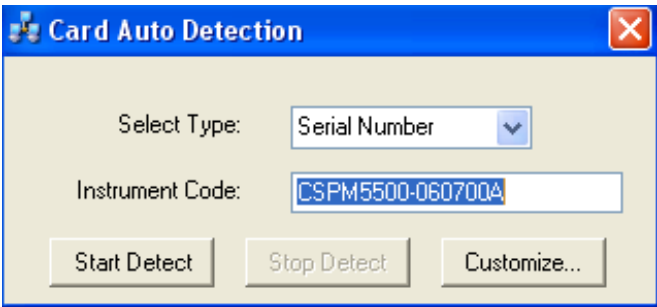 Card Auto Detection
Select Type: Serial Number
Instrument Code: CSPM5500-060700A
Start Detect Stop Detect Customize...